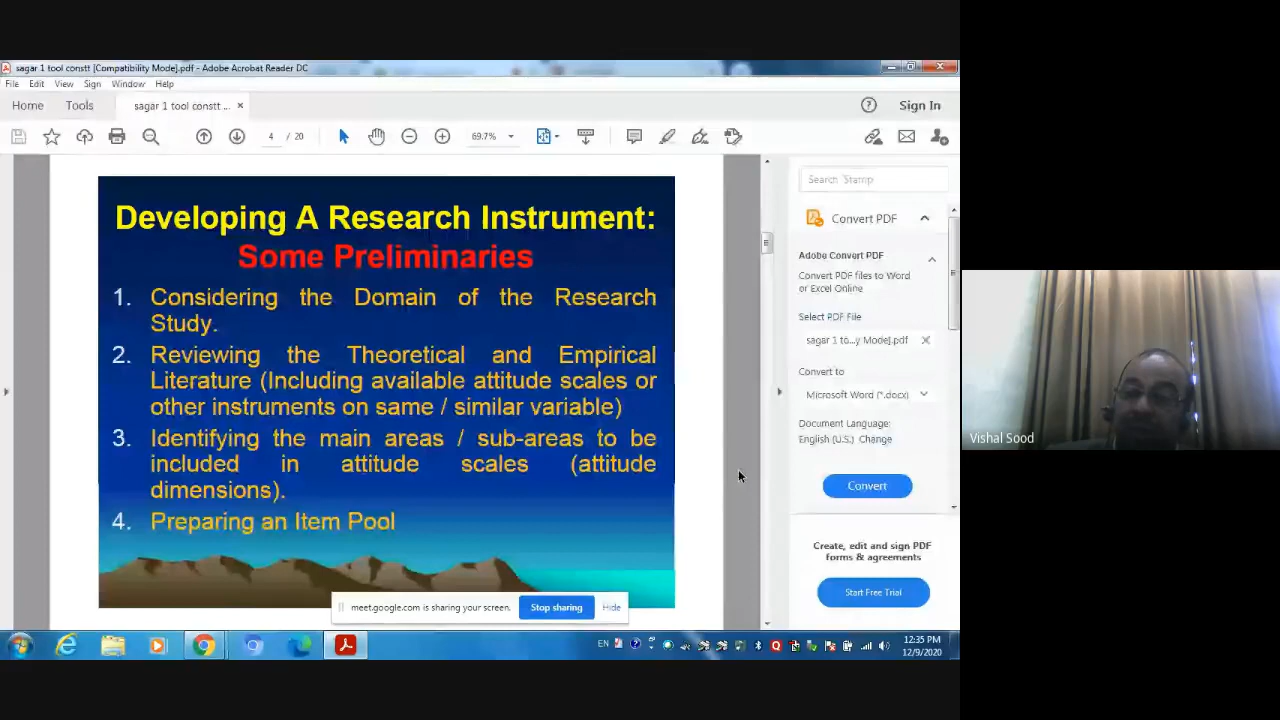 sagar 1 tool constt [Compatibility Mode].pdf - Adobe Acrobat Reader DC
File Edit View Sign Window Help
Home Tools sagar 1 tool constt ... × Sign In
4 / 20 69.7%
Developing A Research Instrument:
Some Preliminaries
1. Considering the Domain of the Research
Study.
2. Reviewing the Theoretical and Empirical
Literature (Including available attitude scales or
other instruments on same / similar variable)
3. Identifying the main areas / sub-areas to be
included in attitude scales (attitude
dimensions).
4. Preparing an Item Pool
Search 'Stamp
Convert PDF
Adobe Convert PDF
Convert PDF files to Word
or Excel Online
Select PDF File
sagar 1 to...y Mode].pdf
Convert to
Microsoft Word (*.docx)
Document Language:
English (U.S.) Change
Convert
Create, edit and sign PDF
forms & agreements
Start Free Trial
meet.google.com is sharing your screen. Stop sharing Hide
EN 12:35 PM
12/9/2020
Vishal Sood